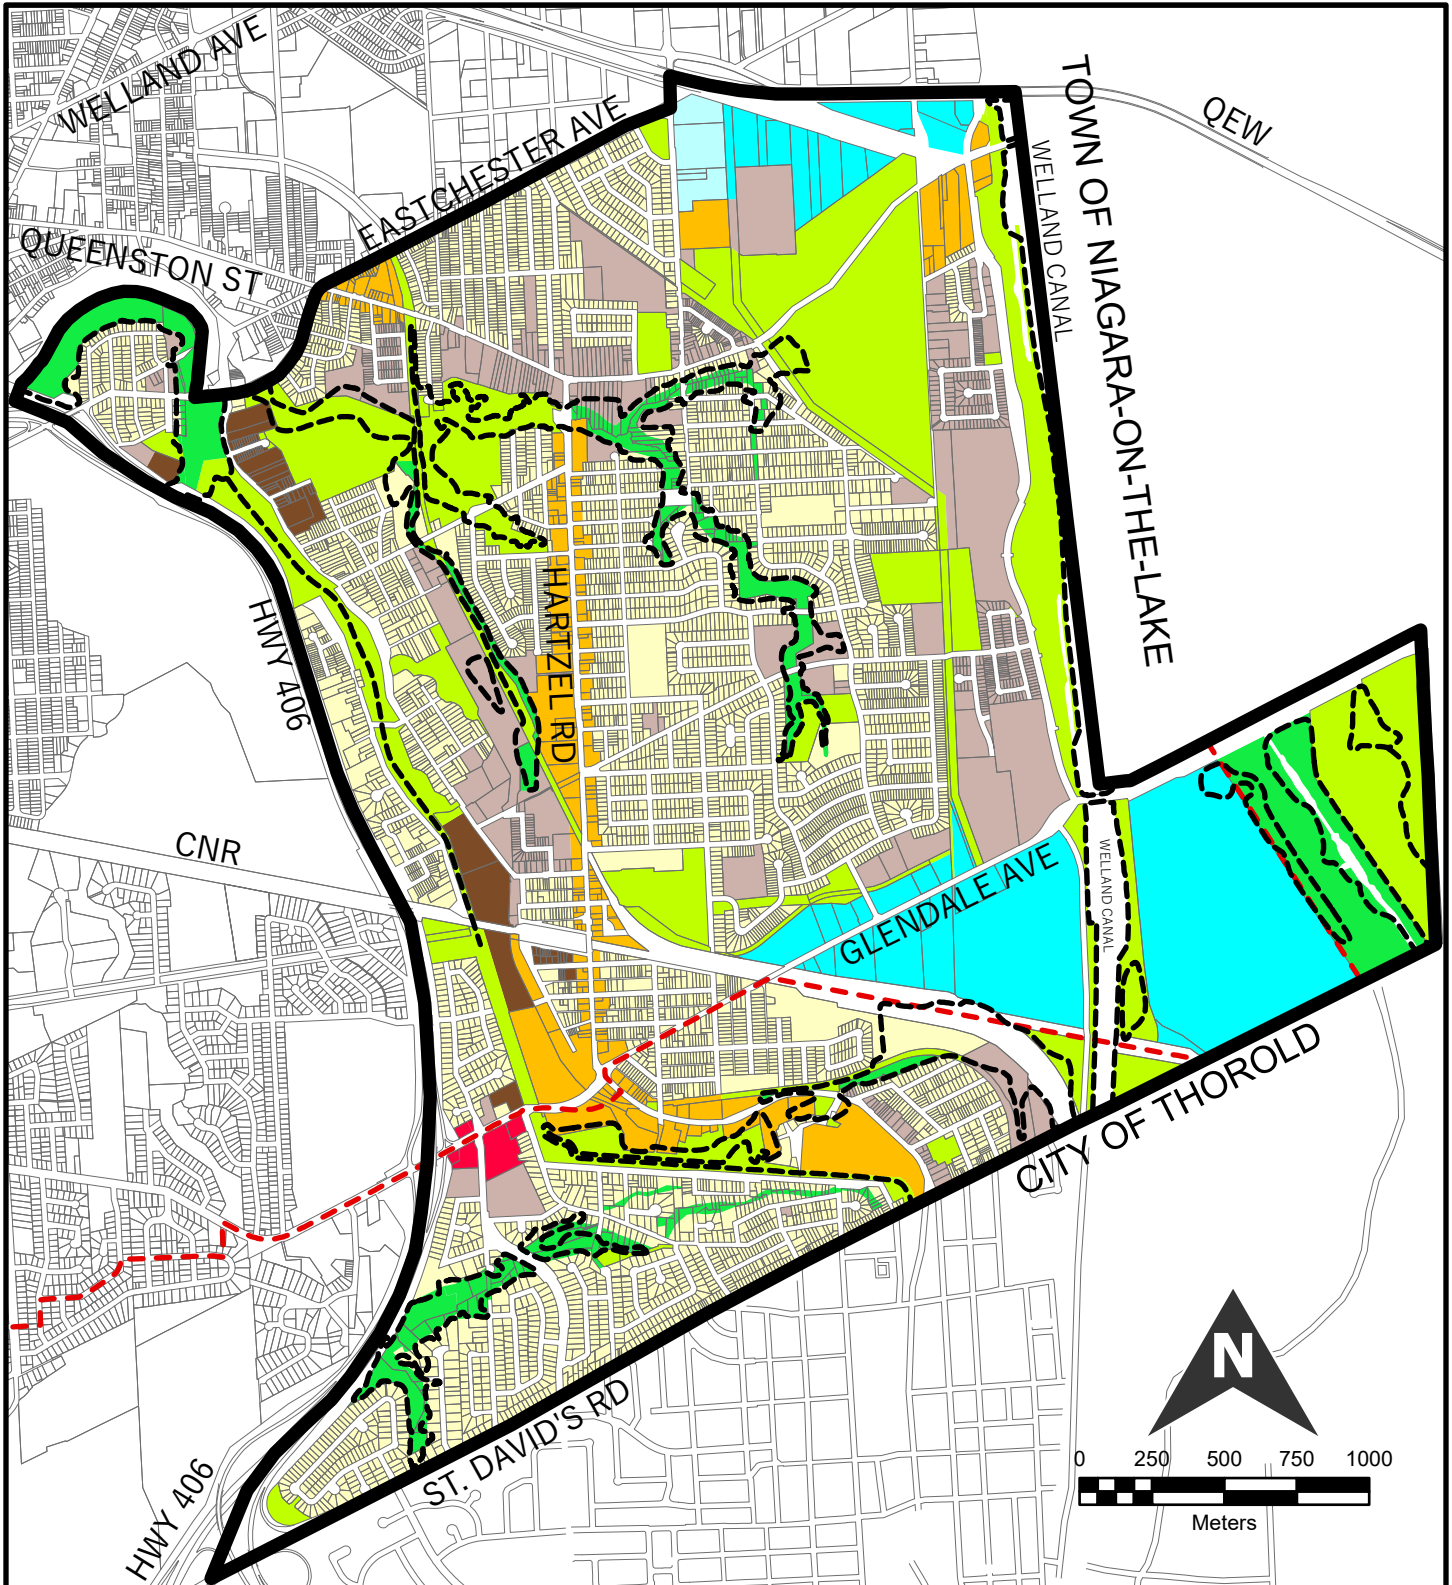 WELLAND AVE
EASTCHESTER AVE
QUEENSTON ST
TOWN OF NIAGARA-ON-THE-LAKE
WELLAND CANAL
QEW
HWY 406
HARTZEL RD
CNR
GLENDALE AVE
WELLAND CANAL
CITY OF THOROLD
ST. DAVID'S RD
HWY 406
N
0 250 500 750 1000
Meters